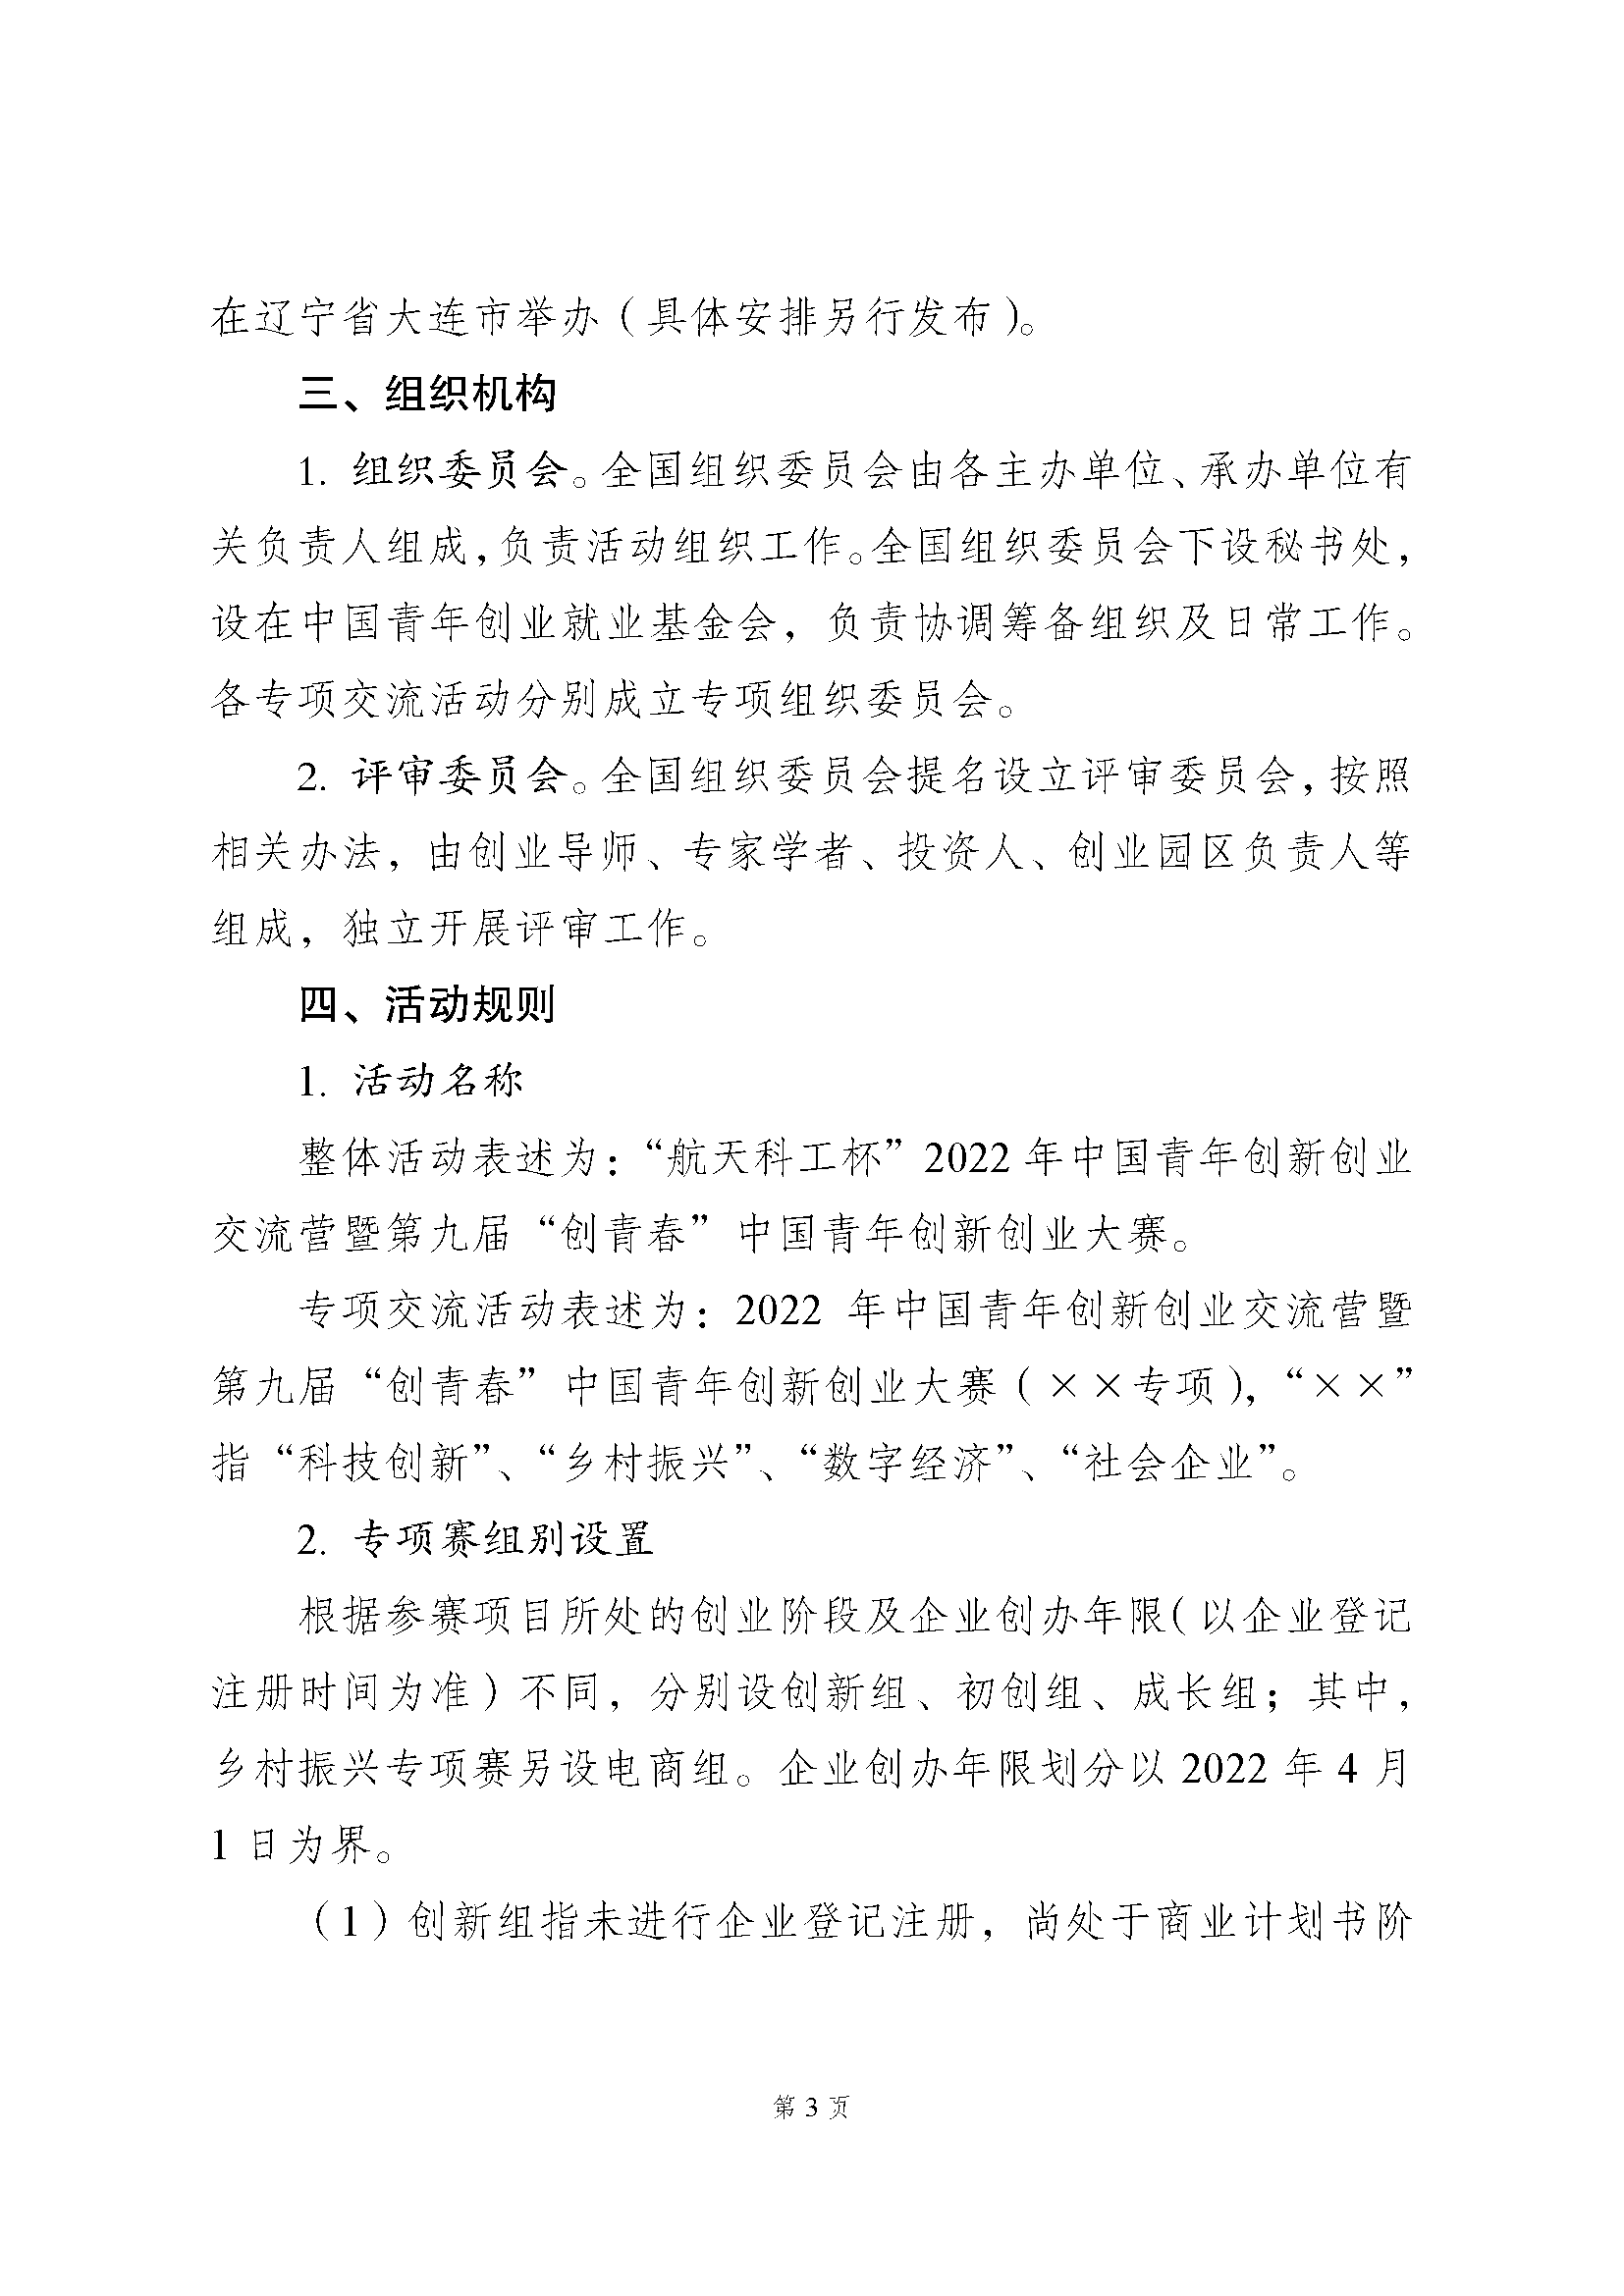 在辽宁省大连市举办（具体安排另行发布）。
三、组织机构
1. 组织委员会。全国组织委员会由各主办单位、承办单位有
关负责人组成，负责活动组织工作。全国组织委员会下设秘书处，
设在中国青年创业就业基金会，负责协调筹备组织及日常工作。
各专项交流活动分别成立专项组织委员会。
2. 评审委员会。全国组织委员会提名设立评审委员会，按照
相关办法，由创业导师、专家学者、投资人、创业园区负责人等
组成，独立开展评审工作。
四、活动规则
1. 活动名称
整体活动表述为：“航天科工杯”2022 年中国青年创新创业
交流营暨第九届“创青春”中国青年创新创业大赛。
专项交流活动表述为：2022 年中国青年创新创业交流营暨
第九届“创青春”中国青年创新创业大赛（××专项），“××”
指“科技创新”、“乡村振兴”、“数字经济”、“社会企业”。
2. 专项赛组别设置
根据参赛项目所处的创业阶段及企业创办年限（以企业登记
注册时间为准）不同，分别设创新组、初创组、成长组；其中，
乡村振兴专项赛另设电商组。企业创办年限划分以 2022 年 4 月
1 日为界。
（1）创新组指未进行企业登记注册，尚处于商业计划书阶
第 3 页